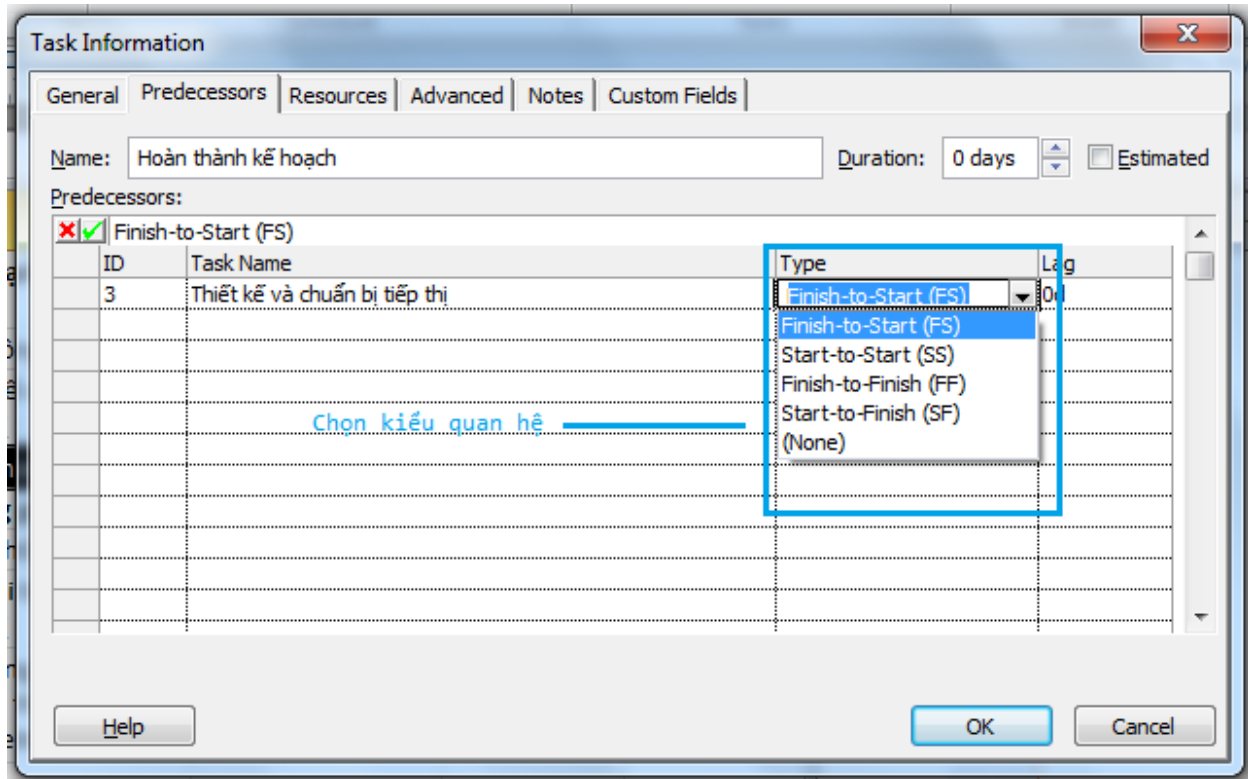 Task Information
General Predecessors Resources Advanced Notes Custom Fields
Name: Hoàn thành kế hoạch Duration: 0 days Estimated
Predecessors:
Finish-to-Start (FS)
ID Task Name Type Lag
3 Thiết kế và chuẩn bị tiếp thị Finish-to-Start (FS) 0d
Finish-to-Start (FS)
Start-to-Start (SS)
Finish-to-Finish (FF)
Chọn kiểu quan hệ Start-to-Finish (SF)
(None)
Help OK Cancel